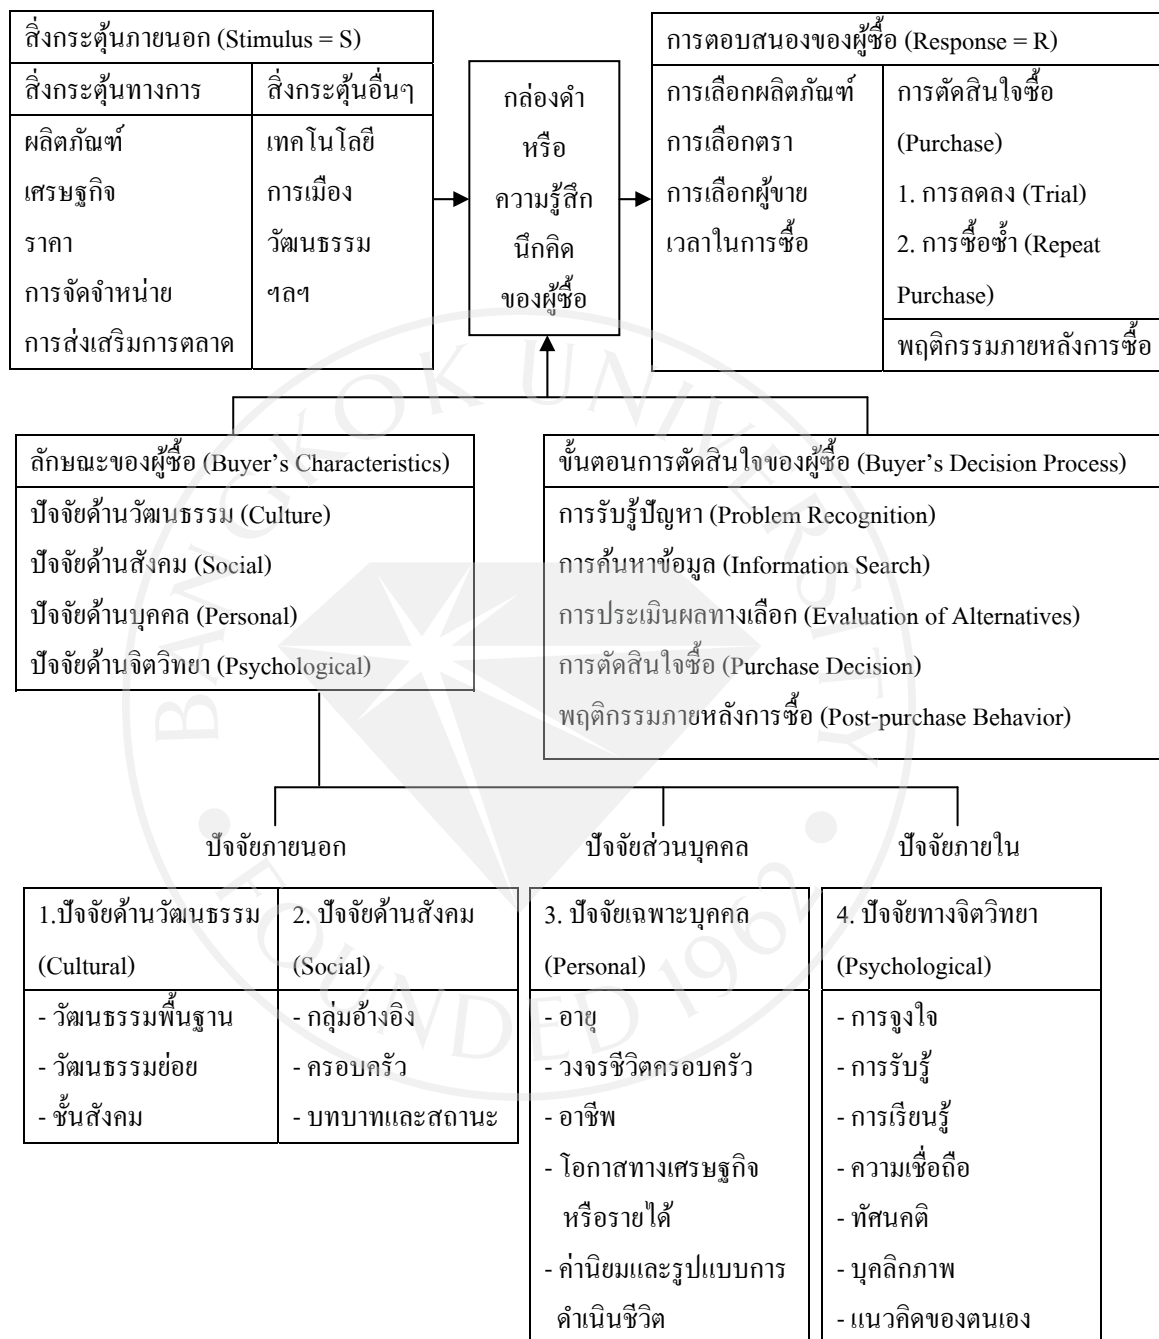 สิ่งกระตุ้นภายนอก (Stimulus = S)
สิ่งกระตุ้นทางการ
ผลิตภัณฑ์
เศรษฐกิจ
ราคา
การจัดจำหน่าย
การส่งเสริมการตลาด
สิ่งกระตุ้นอื่นๆ
เทคโนโลยี
การเมือง
วัฒนธรรม
ฯลฯ
กล่องดำ
หรือ
ความรู้สึก
นึกคิด
ของผู้ซื้อ
การตอบสนองของผู้ซื้อ (Response = R)
การเลือกผลิตภัณฑ์
การเลือกตรา
การเลือกผู้ขาย
เวลาในการซื้อ
การตัดสินใจซื้อ
(Purchase)
1. การลดลง (Trial)
2. การซื้อซ้ำ (Repeat
Purchase)
พฤติกรรมภายหลังการซื้อ
ลักษณะของผู้ซื้อ (Buyer's Characteristics)
ปัจจัยด้านวัฒนธรรม (Culture)
ปัจจัยด้านสังคม (Social)
ปัจจัยด้านบุคคล (Personal)
ปัจจัยด้านจิตวิทยา (Psychological)
ขั้นตอนการตัดสินใจของผู้ซื้อ (Buyer's Decision Process)
การรับรู้ปัญหา (Problem Recognition)
การค้นหาข้อมูล (Information Search)
การประเมินผลทางเลือก (Evaluation of Alternatives)
การตัดสินใจซื้อ (Purchase Decision)
พฤติกรรมภายหลังการซื้อ (Post-purchase Behavior)
ปัจจัยภายนอก
ปัจจัยส่วนบุคคล
ปัจจัยภายใน
1.ปัจจัยด้านวัฒนธรรม
(Cultural)
- วัฒนธรรมพื้นฐาน
- วัฒนธรรมย่อย
- ชั้นสังคม
2. ปัจจัยด้านสังคม
(Social)
- กลุ่มอ้างอิง
- ครอบครัว
- บทบาทและสถานะ
3. ปัจจัยเฉพาะบุคคล
(Personal)
- อายุ
- วงจรชีวิตครอบครัว
- อาชีพ
- โอกาสทางเศรษฐกิจ
หรือรายได้
- ค่านิยมและรูปแบบการ
ดำเนินชีวิต
4. ปัจจัยทางจิตวิทยา
(Psychological)
- การจูงใจ
- การรับรู้
- การเรียนรู้
- ความเชื่อถือ
- ทัศนคติ
- บุคลิกภาพ
- แนวคิดของตนเอง
BANGKOK UNIVERSITY
FOUNDED 1962